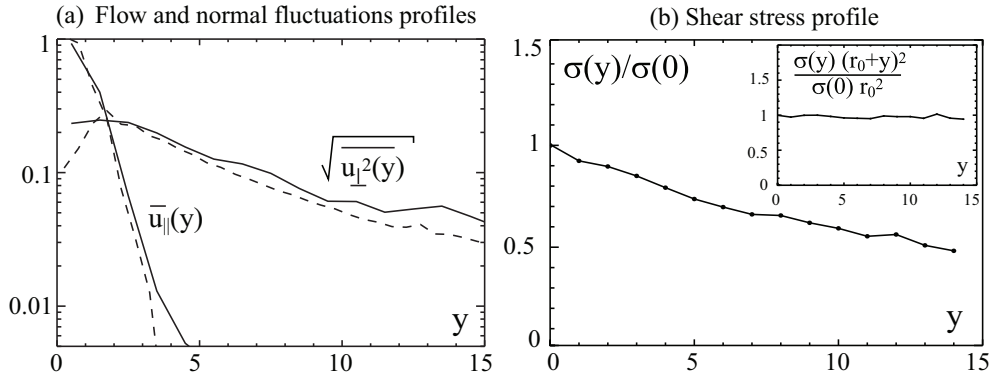 (a) Flow and normal fluctuations profiles
1
0.1
0.01
√u⊥²(y)
u||(y)
y
0 5 10 15
(b) Shear stress profile
1.5
1
0.5
0
σ(y)/σ(0)
y
0 5 10 15
σ(y) (r₀+y)²
σ(0) r₀²
1.5
1
0.5
0
y
0 5 10